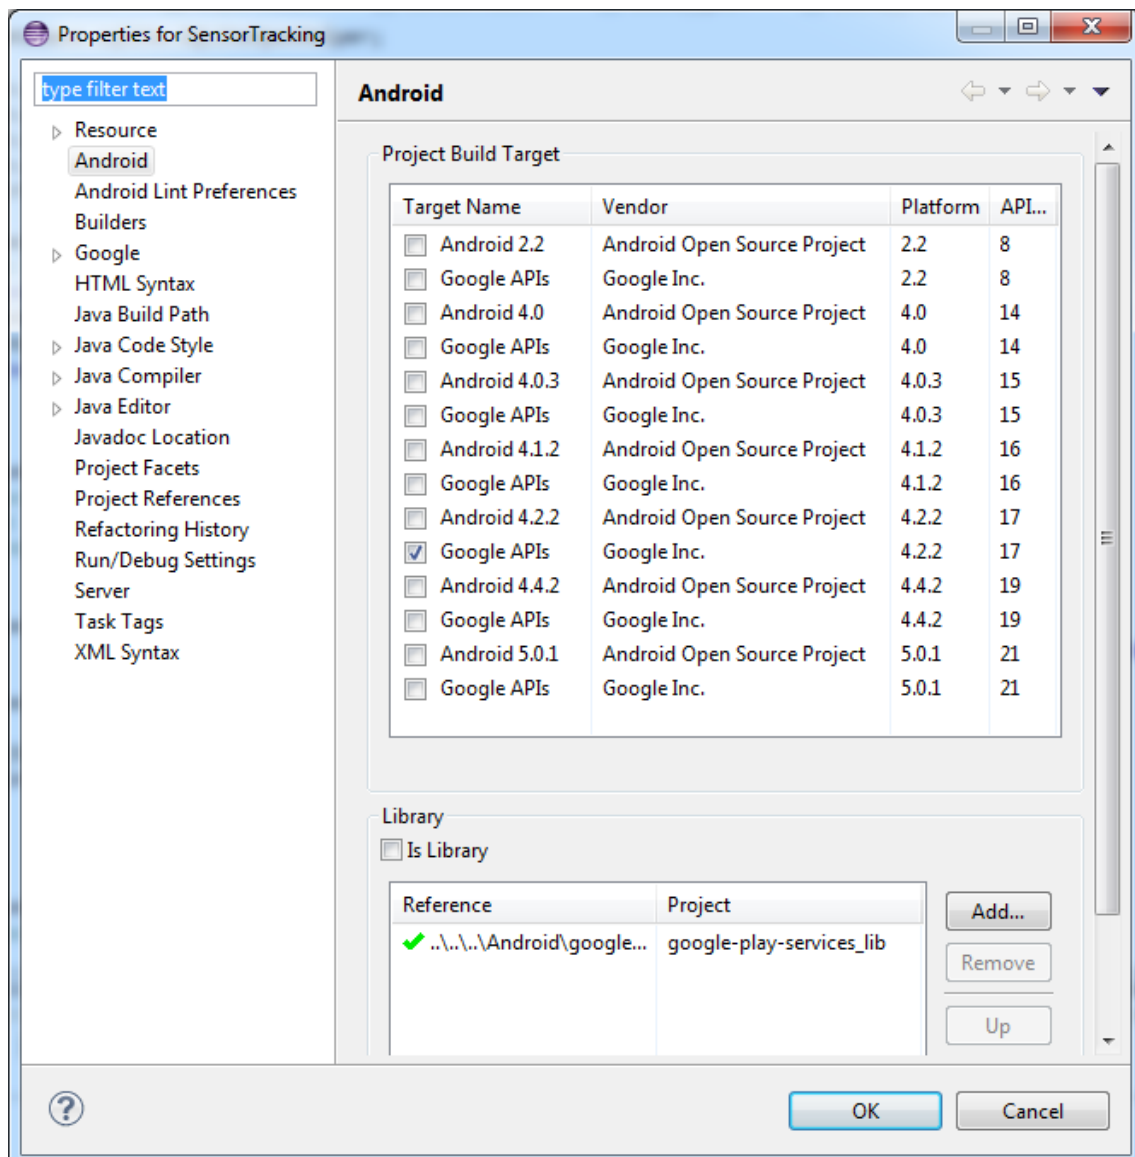 Properties for SensorTracking
type filter text
Resource
Android
Android Lint Preferences
Builders
Google
HTML Syntax
Java Build Path
Java Code Style
Java Compiler
Java Editor
Javadoc Location
Project Facets
Project References
Refactoring History
Run/Debug Settings
Server
Task Tags
XML Syntax
Android
Project Build Target
Target Name Vendor Platform API...
Android 2.2 Android Open Source Project 2.2 8
Google APIs Google Inc. 2.2 8
Android 4.0 Android Open Source Project 4.0 14
Google APIs Google Inc. 4.0 14
Android 4.0.3 Android Open Source Project 4.0.3 15
Google APIs Google Inc. 4.0.3 15
Android 4.1.2 Android Open Source Project 4.1.2 16
Google APIs Google Inc. 4.1.2 16
Android 4.2.2 Android Open Source Project 4.2.2 17
Google APIs Google Inc. 4.2.2 17
Android 4.4.2 Android Open Source Project 4.4.2 19
Google APIs Google Inc. 4.4.2 19
Android 5.0.1 Android Open Source Project 5.0.1 21
Google APIs Google Inc. 5.0.1 21
Library
Is Library
Reference Project
..\..\..\Android\google... google-play-services_lib
Add...
Remove
Up
OK Cancel